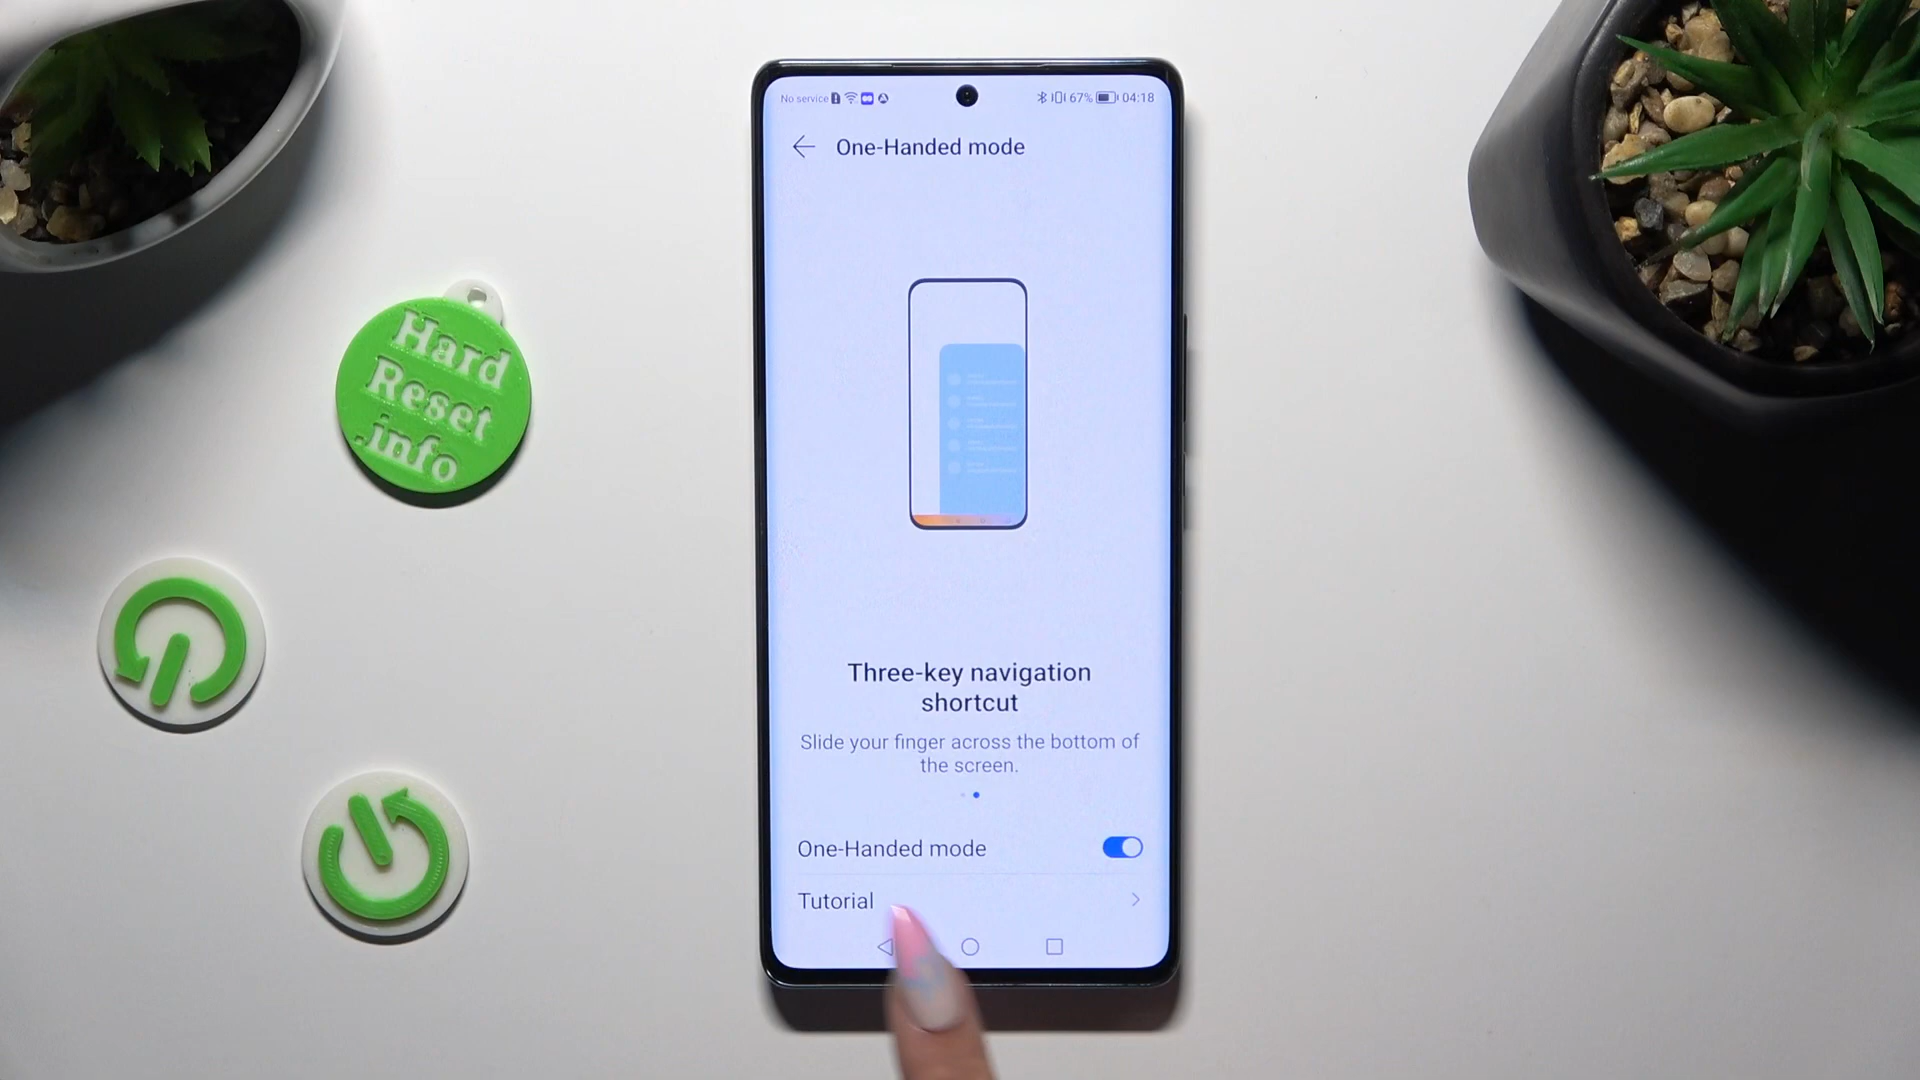 No service 67% 04:18
One-Handed mode
Three-key navigation
shortcut
Slide your finger across the bottom of
the screen.
One-Handed mode
Tutorial
Hard
Reset
.info